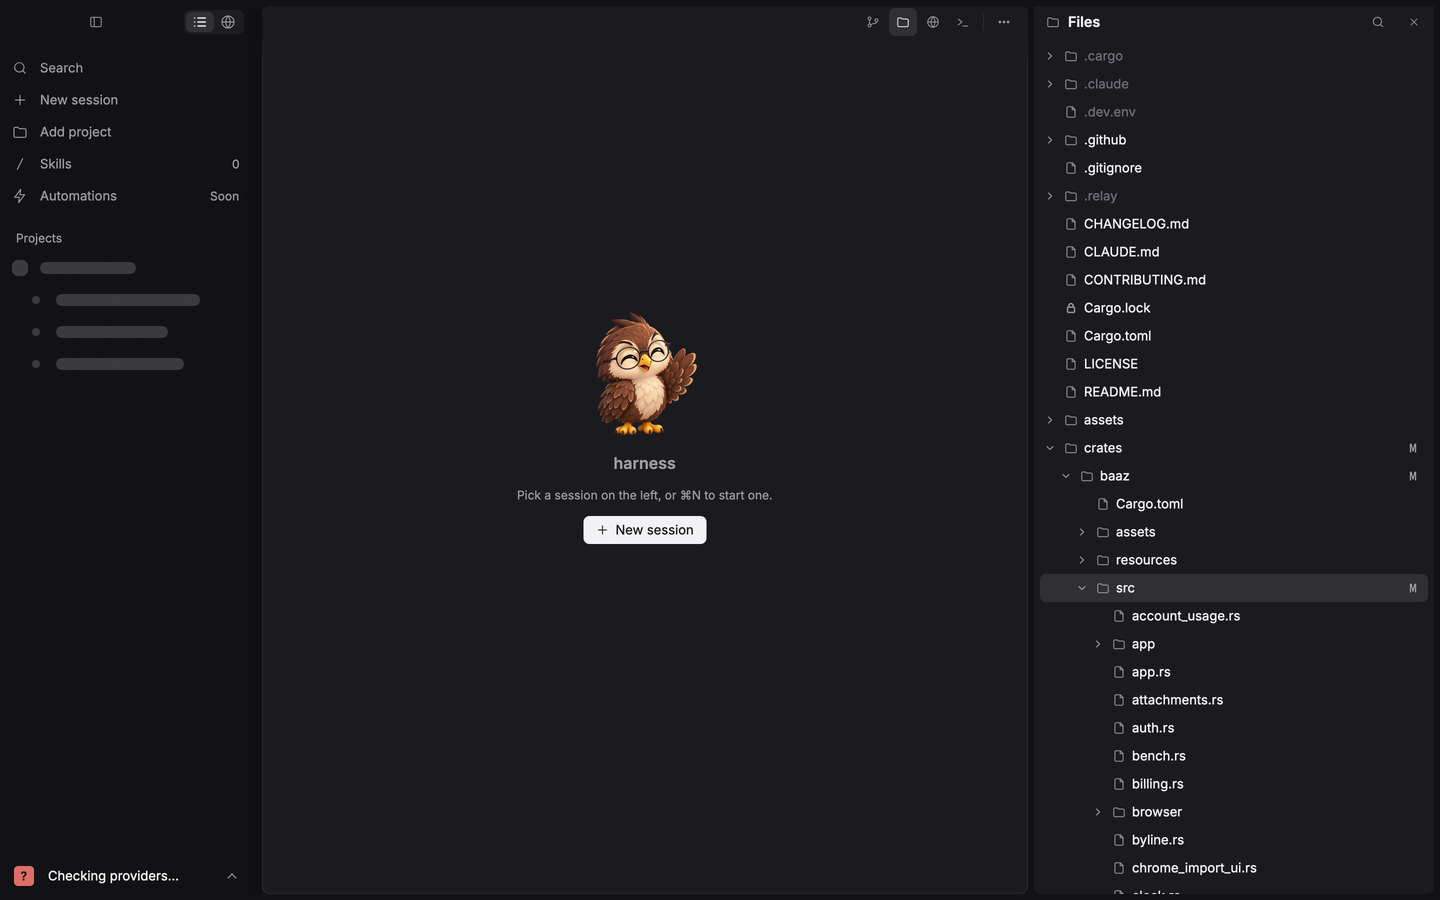 Search
New session
Add project
Skills 0
Automations Soon
Projects
? Checking providers...
harness
Pick a session on the left, or ⌘N to start one.
+ New session
Files
.cargo
.claude
.dev.env
.github
.gitignore
.relay
CHANGELOG.md
CLAUDE.md
CONTRIBUTING.md
Cargo.lock
Cargo.toml
LICENSE
README.md
assets
crates M
baaz M
Cargo.toml
assets
resources
src M
account_usage.rs
app
app.rs
attachments.rs
auth.rs
bench.rs
billing.rs
browser
byline.rs
chrome_import_ui.rs